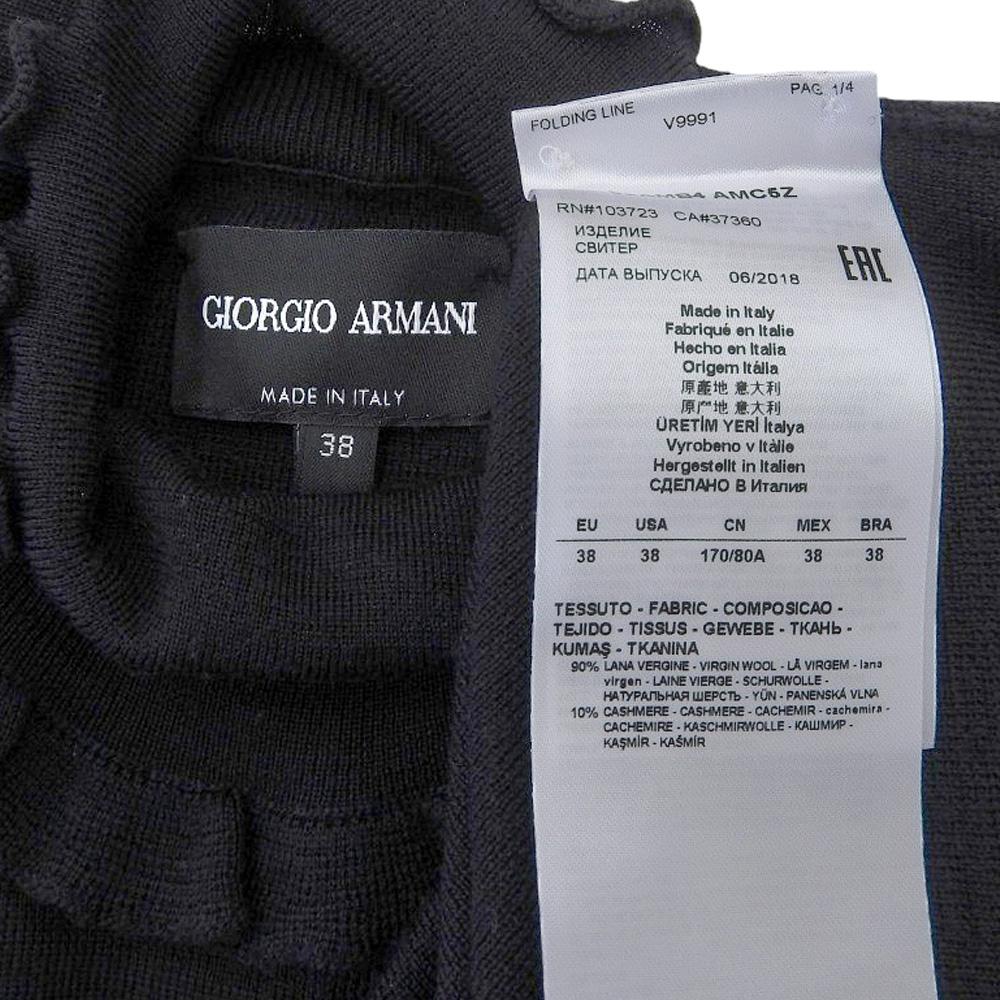 GIORGIO ARMANI
MADE IN ITALY
38
PAG 1/4
FOLDING LINE V9991
AMC5Z
RN#103723 CA#37360
ИЗДЕЛИЕ
СВИТЕР
EAC
ДАТА ВЫПУСКА 06/2018
Made in Italy
Fabriqué en Italie
Hecho en Italia
Origem Itália
原產地 意大利
原产地 意大利
ÜRETİM YERİ İtalya
Vyrobeno v Itálie
Hergestellt in Italien
СДЕЛАНО В Италия
EU USA CN MEX BRA
38 38 170/80A 38 38
TESSUTO - FABRIC - COMPOSICAO -
TEJIDO - TISSUS - GEWEBE - ТКАНЬ -
KUMAŞ - TKANINA
90% LANA VERGINE - VIRGIN WOOL - LÃ VIRGEM - lana
virgen - LAINE VIERGE - SCHURWOLLE -
НАТУРАЛЬНАЯ ШЕРСТЬ - YÜN - PANENSKÁ VLNA
10% CASHMERE - CASHMERE - CACHEMIR - cachemira -
CACHEMIRE - KASCHMIRWOLLE - КАШМИР -
KAŞMİR - KAŠMÍR